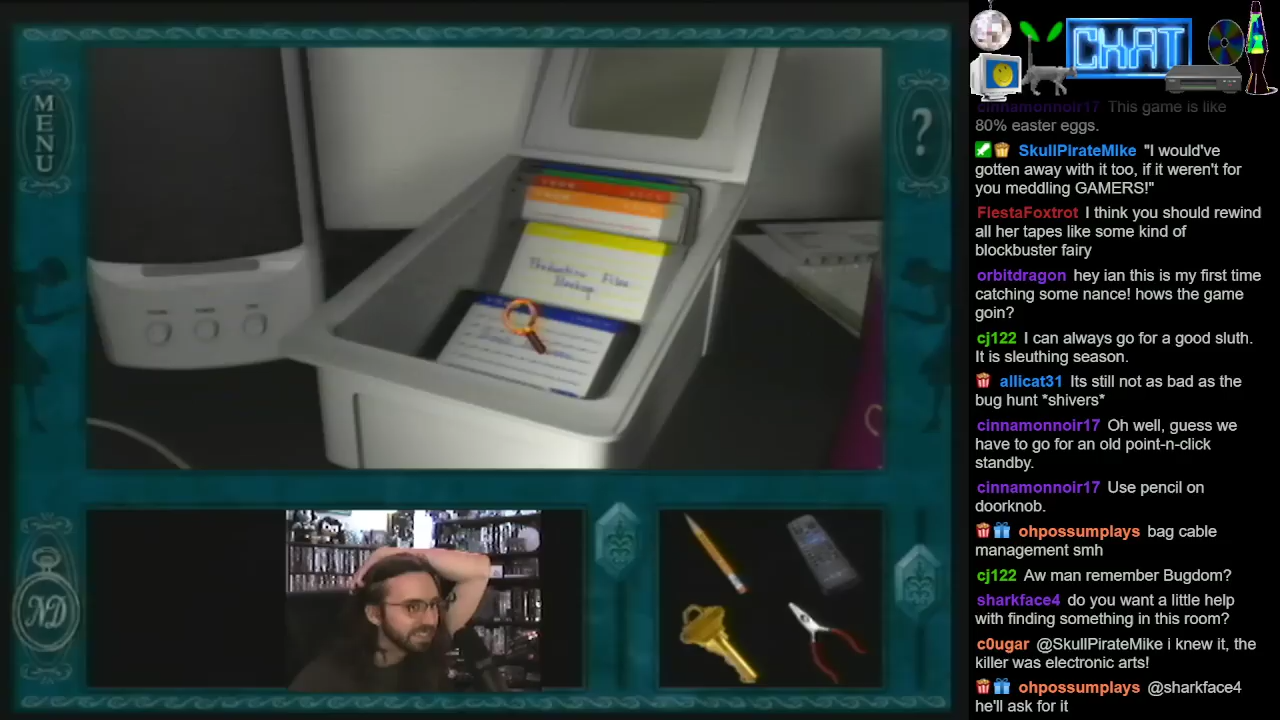 MENU
?
Production Files
Backup
ND
CHAT
cinnamonnoir17 This game is like
80% easter eggs.
SkullPirateMIke "I would've
gotten away with it too, if it weren't for
you meddling GAMERS!"
FiestaFoxtrot I think you should rewind
all her tapes like some kind of
blockbuster fairy
orbitdragon hey ian this is my first time
catching some nance! hows the game
goin?
cj122 I can always go for a good sluth.
It is sleuthing season.
allicat31 Its still not as bad as the
bug hunt *shivers*
cinnamonnoir17 Oh well, guess we
have to go for an old point-n-click
standby.
cinnamonnoir17 Use pencil on
doorknob.
ohpossumplays bag cable
management smh
cj122 Aw man remember Bugdom?
sharkface4 do you want a little help
with finding something in this room?
c0ugar @SkullPirateMike i knew it, the
killer was electronic arts!
ohpossumplays @sharkface4
he'll ask for it